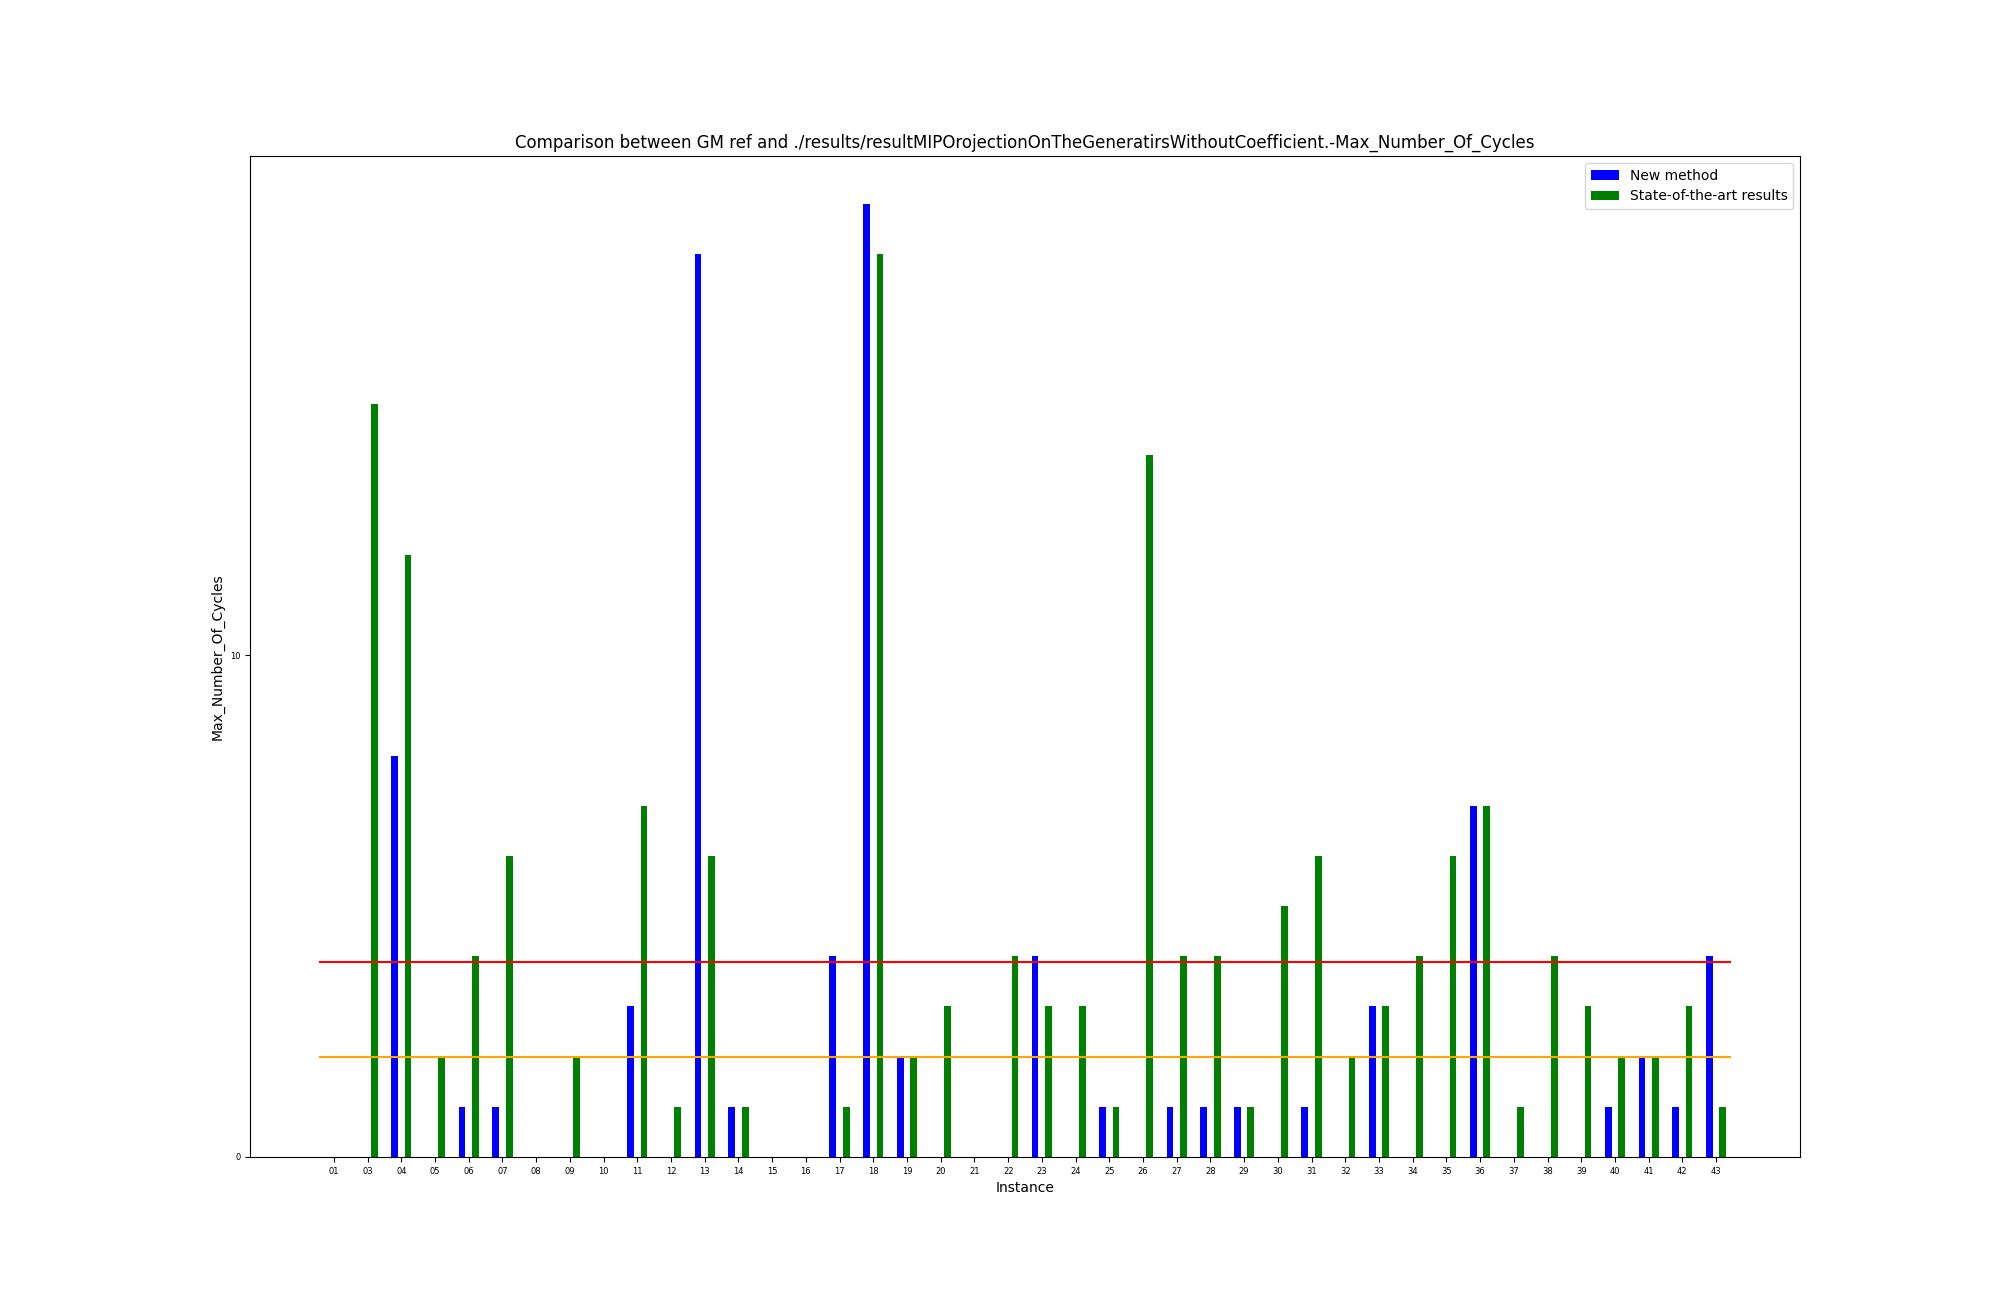 Comparison between GM ref and ./results/resultMIPOrojectionOnTheGeneratirsWithoutCoefficient.-Max_Number_Of_Cycles
New method
State-of-the-art results
Max_Number_Of_Cycles
10
0
01 03 04 05 06 07 08 09 10 11 12 13 14 15 16 17 18 19 20 21 22 23 24 25 26 27 28 29 30 31 32 33 34 35 36 37 38 39 40 41 42 43
Instance